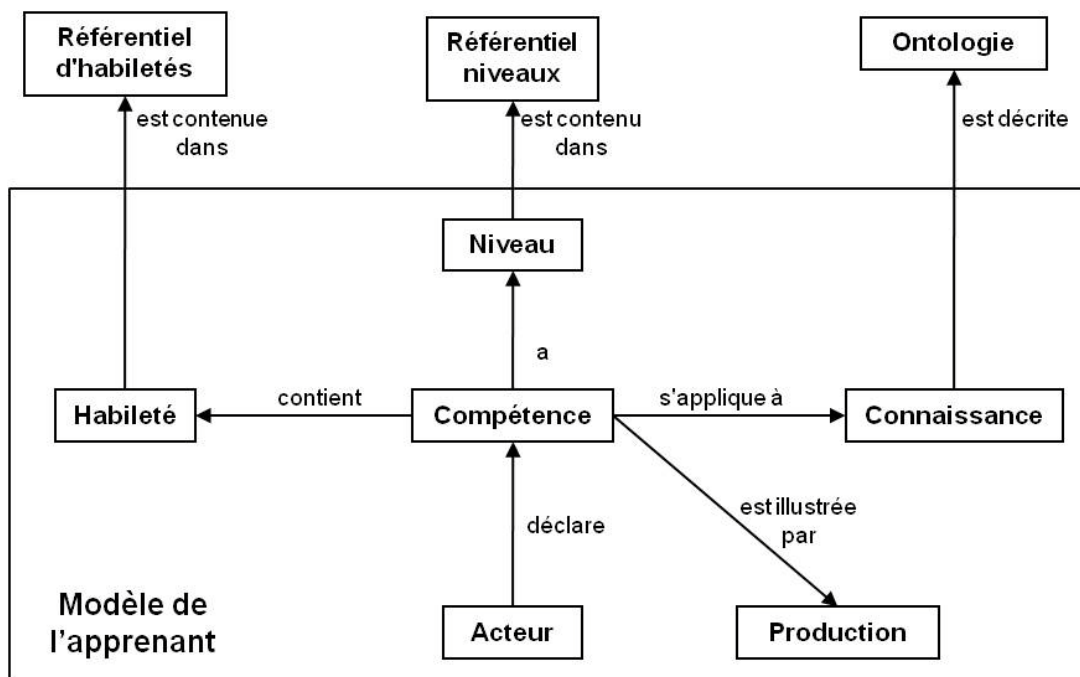 Référentiel
d'habiletés
Référentiel
niveaux
Ontologie
est contenue
dans
est contenu
dans
est décrite
Niveau
a
Habileté
contient
Compétence
s'applique à
Connaissance
déclare
est illustrée
par
Modèle de
l’apprenant
Acteur
Production